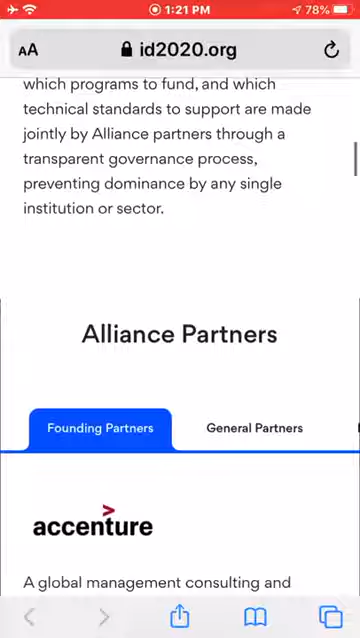 1:21 PM
78%
AA
id2020.org
which programs to fund, and which
technical standards to support are made
jointly by Alliance partners through a
transparent governance process,
preventing dominance by any single
institution or sector.
Alliance Partners
Founding Partners
General Partners
accenture
A global management consulting and